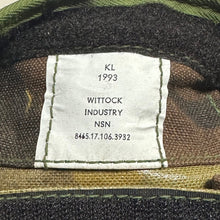 KL
1993
WITTOCK
INDUSTRY
NSN
8465.17.106.3932